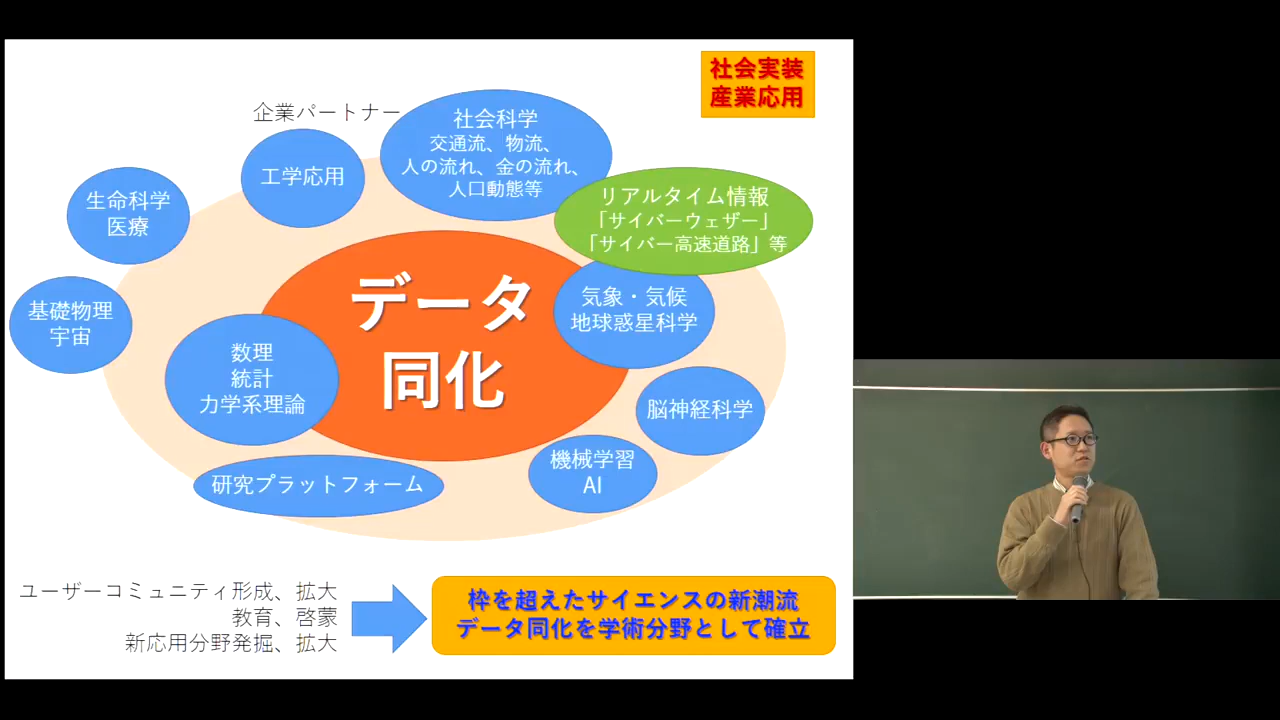 社会実装
産業応用
企業パートナー
社会科学
交通流、物流、
人の流れ、金の流れ、
人口動態等
工学応用
リアルタイム情報
「サイバーウェザー」
「サイバー高速道路」等
生命科学
医療
データ
同化
気象・気候
地球惑星科学
基礎物理
宇宙
数理
統計
力学系理論
脳神経科学
機械学習
AI
研究プラットフォーム
ユーザーコミュニティ形成、拡大
教育、啓蒙
新応用分野発掘、拡大
枠を超えたサイエンスの新潮流
データ同化を学術分野として確立